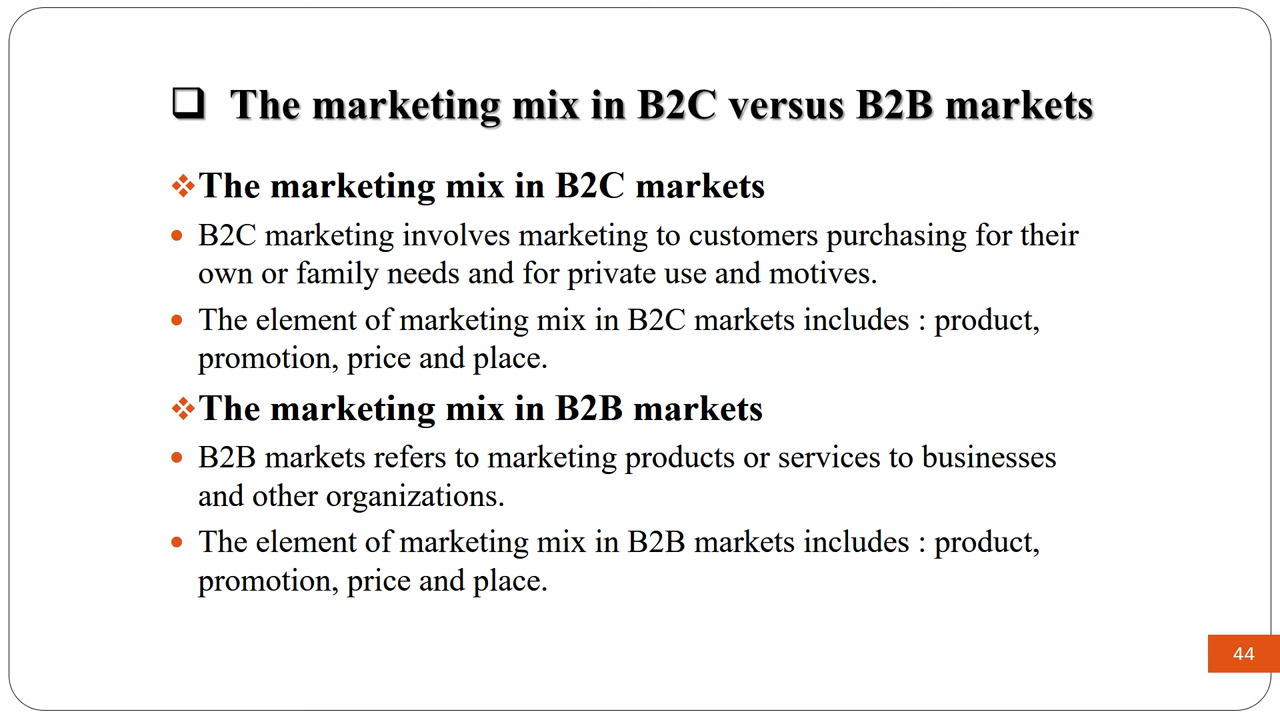 The marketing mix in B2C versus B2B markets
The marketing mix in B2C markets
B2C marketing involves marketing to customers purchasing for their
own or family needs and for private use and motives.
The element of marketing mix in B2C markets includes : product,
promotion, price and place.
The marketing mix in B2B markets
B2B markets refers to marketing products or services to businesses
and other organizations.
The element of marketing mix in B2B markets includes : product,
promotion, price and place.
44